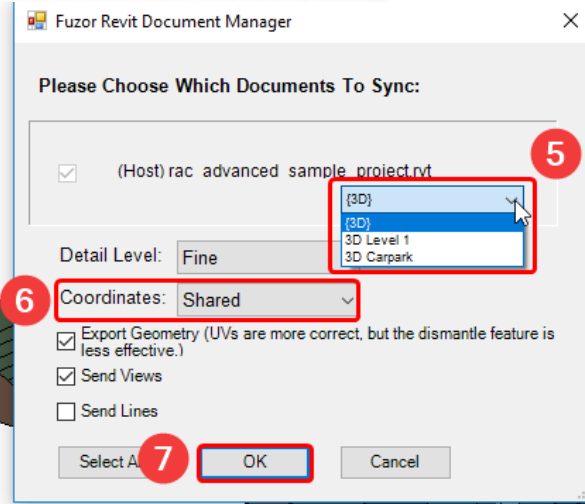 Fuzor Revit Document Manager
Please Choose Which Documents To Sync:
5
(Host) rac_advanced_sample_project.rvt
{3D}
{3D}
3D Level 1
3D Carpark
Detail Level: Fine
6
Coordinates: Shared
Export Geometry (UVs are more correct, but the dismantle feature is
less effective.)
Send Views
Send Lines
Select A
7
OK
Cancel